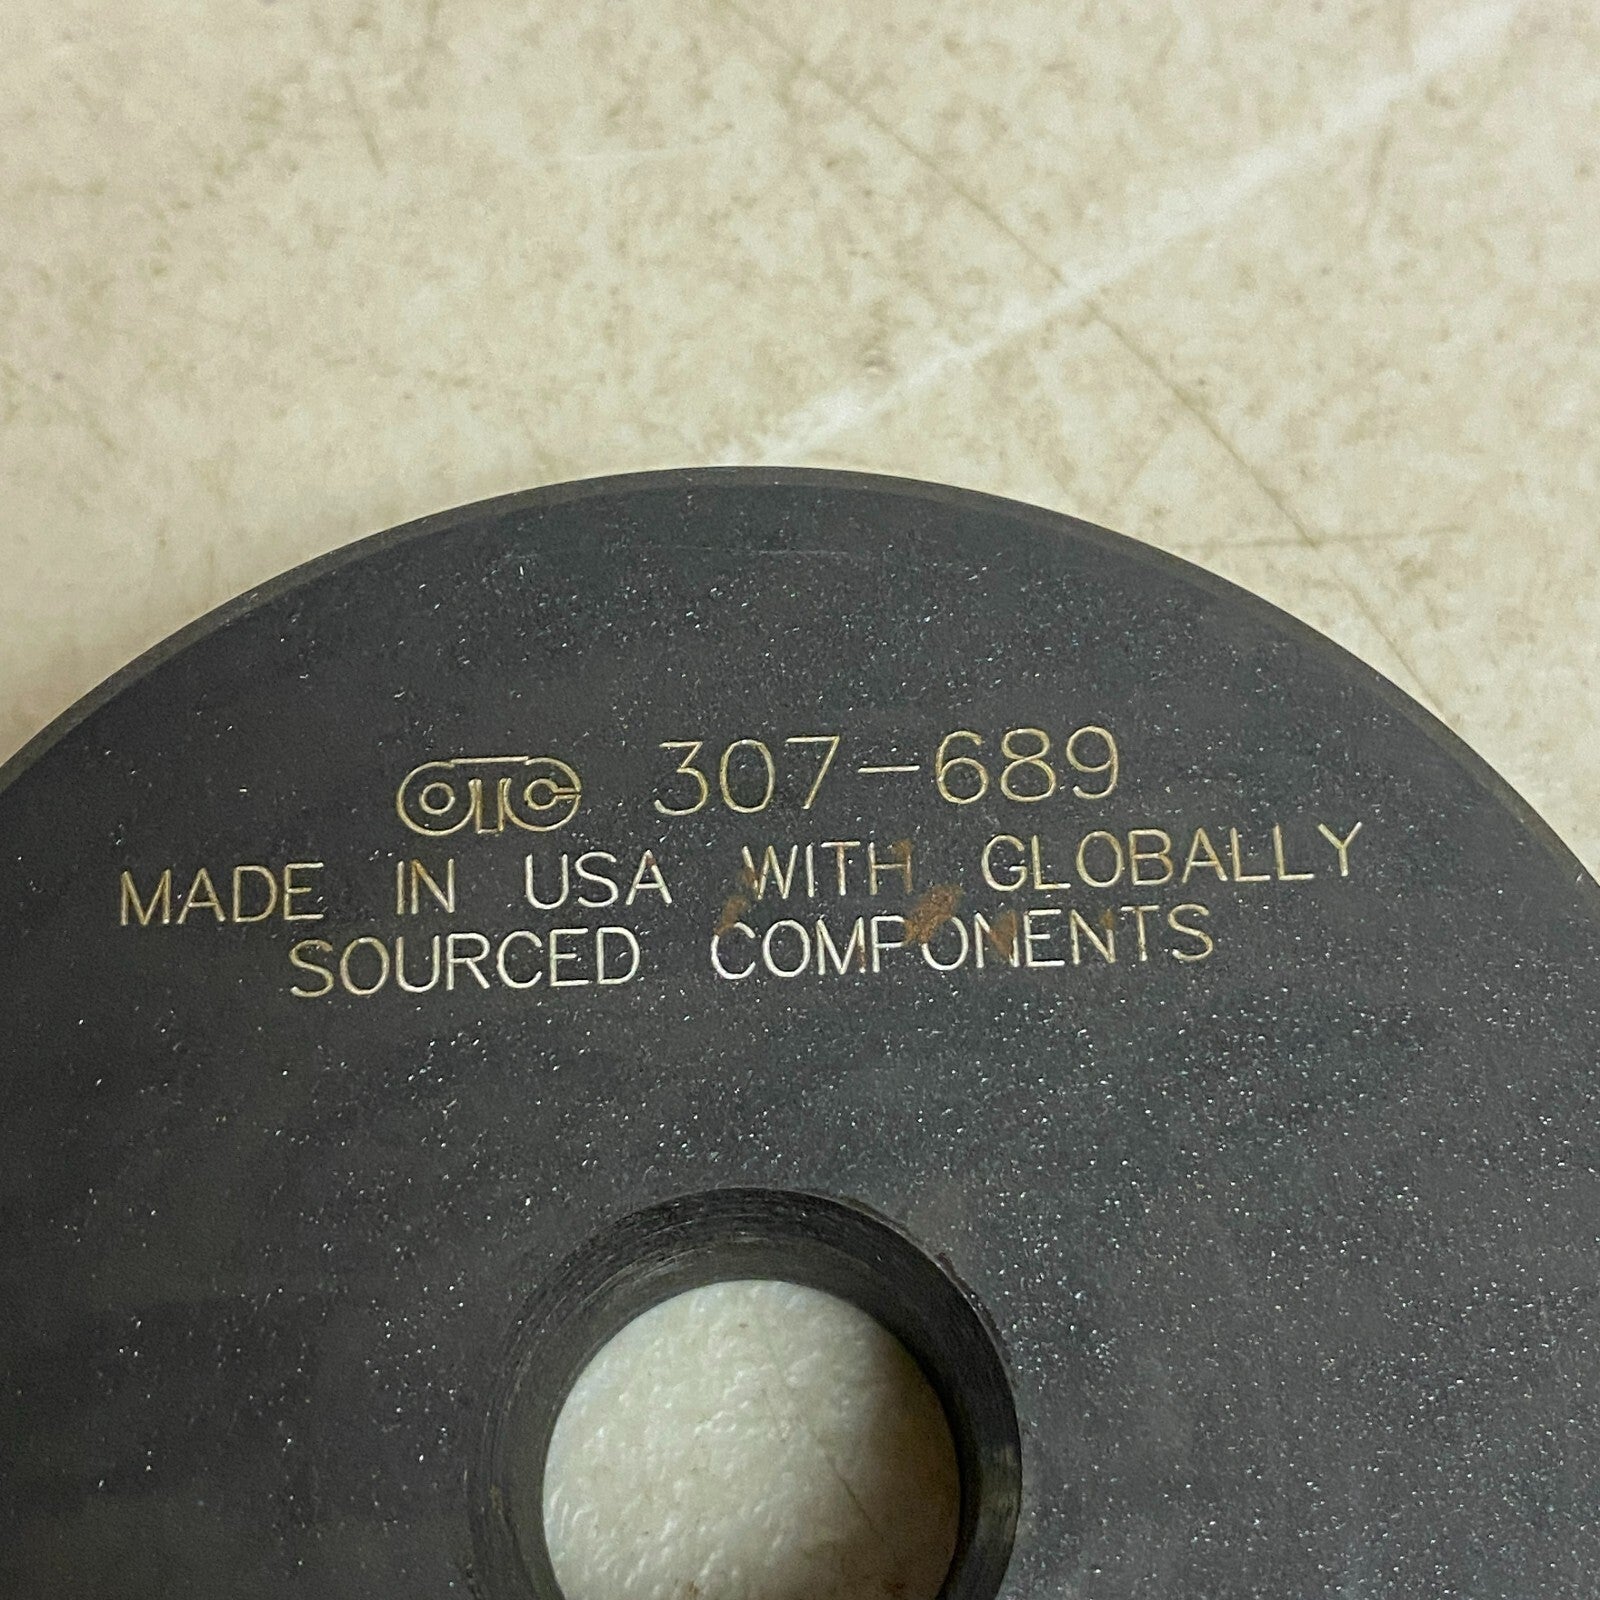 OTC 307-689
MADE IN USA WITH GLOBALLY
SOURCED COMPONENTS